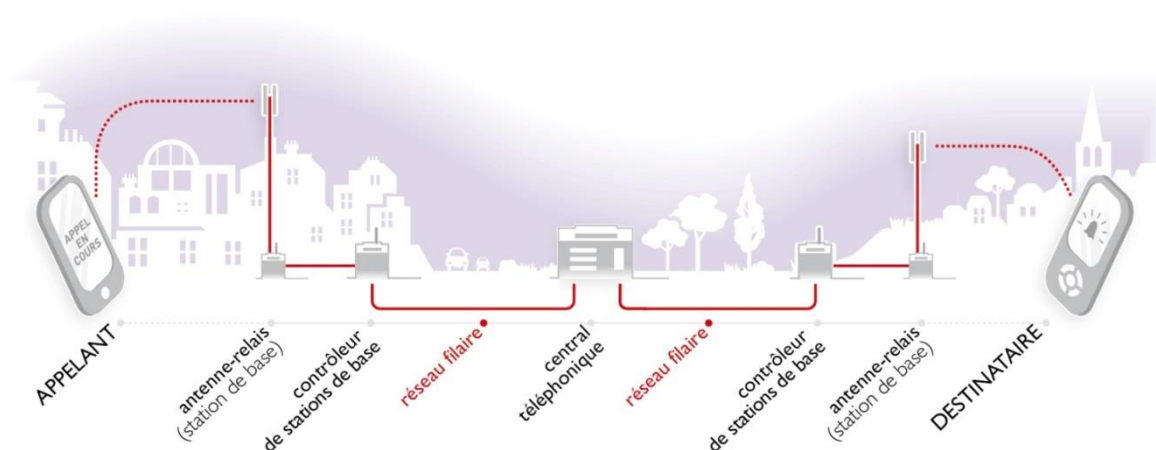 APPEL
EN
COURS
APPELANT
antenne-relais
(station de base)
contrôleur
de stations de base
réseau filaire
central
téléphonique
réseau filaire
contrôleur
de stations de base
antenne-relais
(station de base)
DESTINATAIRE